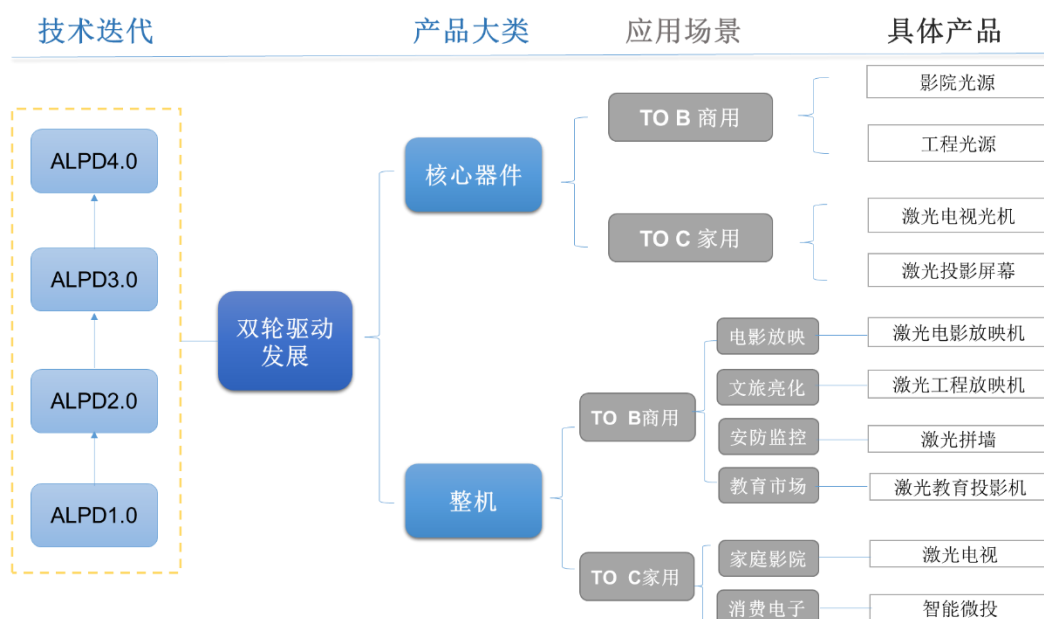 技术迭代
产品大类
应用场景
具体产品
ALPD4.0
ALPD3.0
ALPD2.0
ALPD1.0
双轮驱动
发展
核心器件
TO B 商用
影院光源
工程光源
TO C 家用
激光电视光机
激光投影屏幕
整机
TO B商用
电影放映
激光电影放映机
文旅亮化
激光工程放映机
安防监控
激光拼墙
教育市场
激光教育投影机
TO C家用
家庭影院
激光电视
消费电子
智能微投